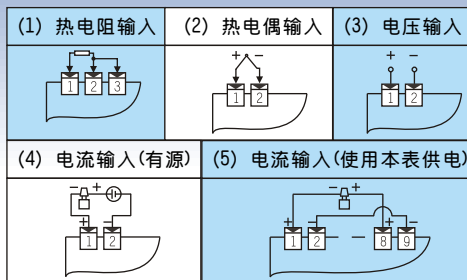 (1) 热电阻输入
(2) 热电偶输入
(3) 电压输入
1 2 3
+ −
1 2
+ −
1 2
(4) 电流输入(有源)
(5) 电流输入(使用本表供电)
− +
+ −
1 2
− +
+ − + −
1 2 8 9